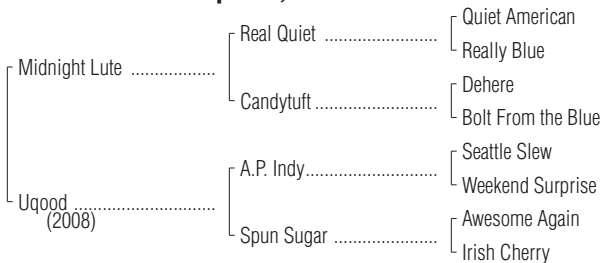 Quiet American
Real Quiet ........................
Really Blue
Midnight Lute ..................
Dehere
Candytuft ..........................
Bolt From the Blue
Seattle Slew
A.P. Indy............................
Weekend Surprise
Uqood ..............................
(2008)
Awesome Again
Spun Sugar ......................
Irish Cherry